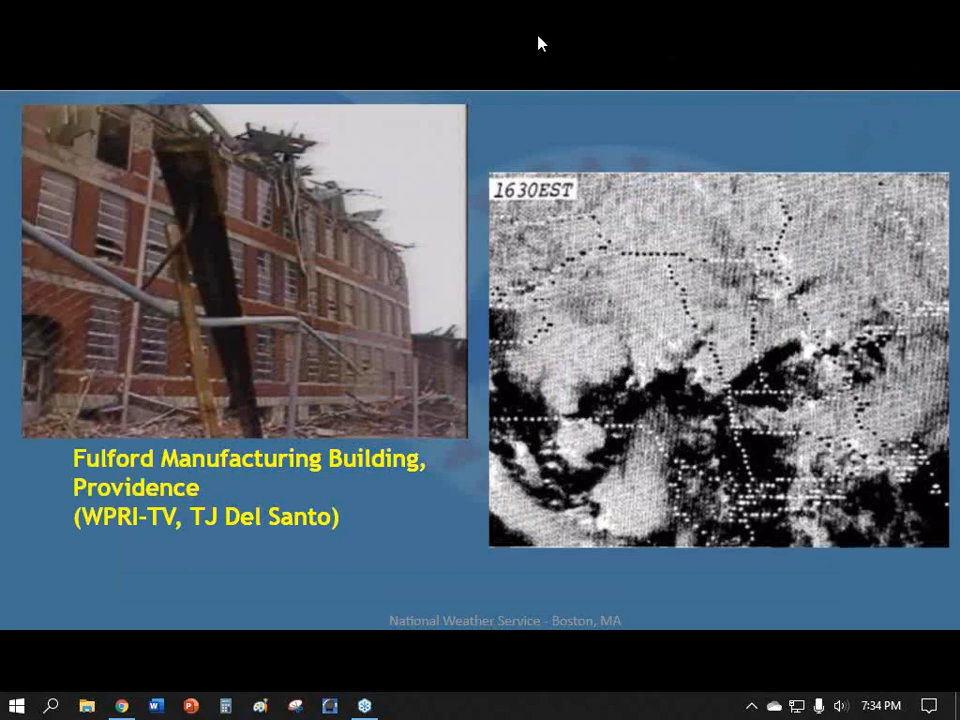 1630EST
Fulford Manufacturing Building,
Providence
(WPRI-TV, TJ Del Santo)
National Weather Service - Boston, MA
7:34 PM